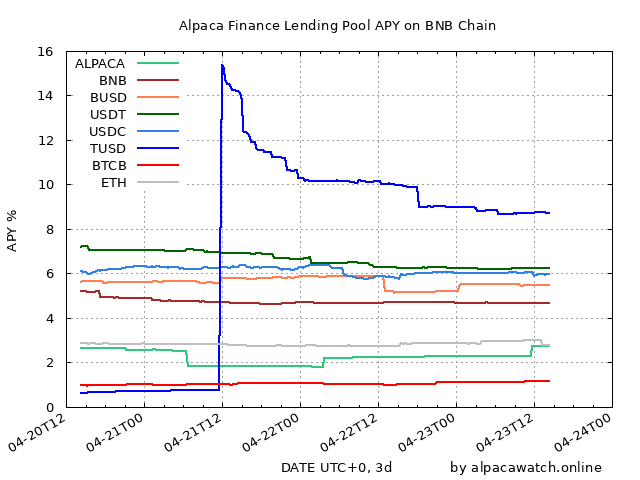 Alpaca Finance Lending Pool APY on BNB Chain
16
14
12
10
8
6
4
2
0
APY %
ALPACA
BNB
BUSD
USDT
USDC
TUSD
BTCB
ETH
04-20T12
04-21T00
04-21T12
04-22T00
04-22T12
04-23T00
04-23T12
04-24T00
DATE UTC+0, 3d
by alpacawatch.online